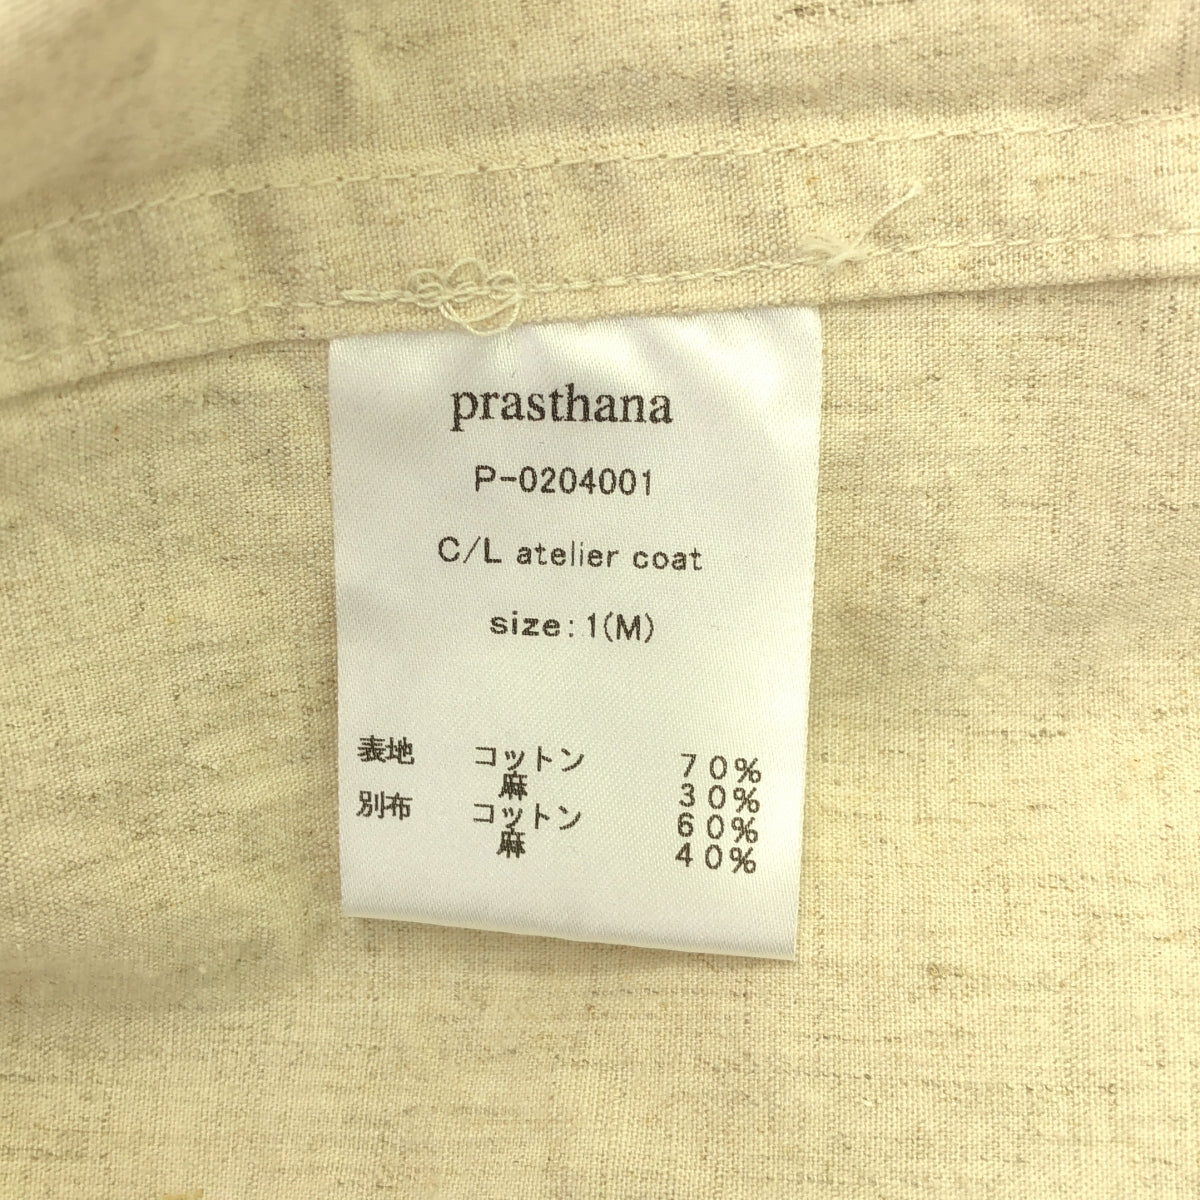 prasthana
P-0204001
C/L atelier coat
size: 1(M)
表地 コットン 70%
麻 30%
別布 コットン 60%
麻 40%